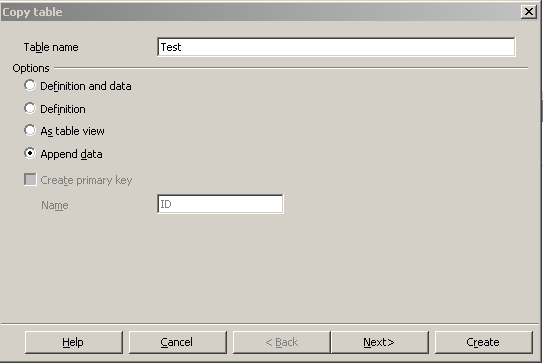 Copy table
Table name Test
Options
Definition and data
Definition
As table view
Append data
Create primary key
Name ID
Help Cancel < Back Next> Create